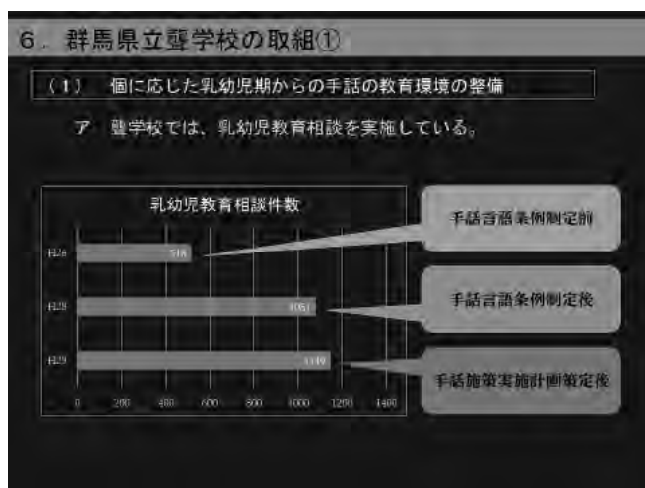 6. 群馬県立聾学校の取組①
(1) 個に応じた乳幼児期からの手話の教育環境の整備
ア 聾学校では、乳幼児教育相談を実施している。
乳幼児教育相談件数
H26
H28
H29
1149
0 200 400 600 800 1000 1200 1400
手話言語条例制定前
手話言語条例制定後
手話施策実施計画策定後